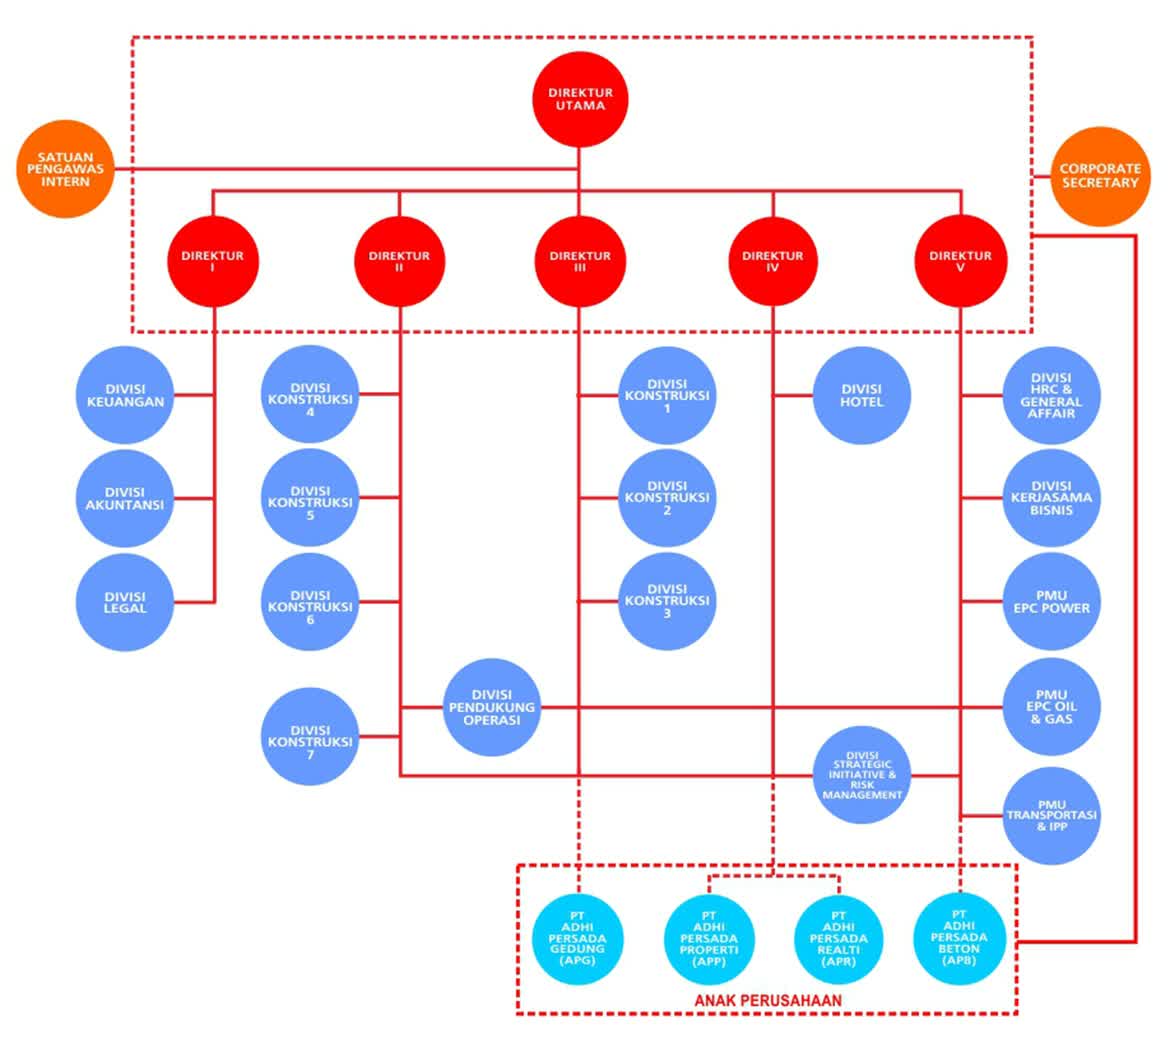 DIREKTUR
UTAMA
SATUAN
PENGAWAS
INTERN
CORPORATE
SECRETARY
DIREKTUR
I
DIREKTUR
II
DIREKTUR
III
DIREKTUR
IV
DIREKTUR
V
DIVISI
KEUANGAN
DIVISI
KONSTRUKSI
4
DIVISI
KONSTRUKSI
1
DIVISI
HOTEL
DIVISI
HRC &
GENERAL
AFFAIR
DIVISI
AKUNTANSI
DIVISI
KONSTRUKSI
5
DIVISI
KONSTRUKSI
2
DIVISI
KERJASAMA
BISNIS
DIVISI
LEGAL
DIVISI
KONSTRUKSI
6
DIVISI
KONSTRUKSI
3
PMU
EPC POWER
DIVISI
PENDUKUNG
OPERASI
PMU
EPC OIL
& GAS
DIVISI
KONSTRUKSI
7
DIVISI
STRATEGIC
INITIATIVE &
RISK
MANAGEMENT
PMU
TRANSPORTASI
& IPP
PT
ADHI
PERSADA
GEDUNG
(APG)
PT
ADHI
PERSADA
PROPERTI
(APP)
PT
ADHI
PERSADA
REALTI
(APR)
PT
ADHI
PERSADA
BETON
(APB)
ANAK PERUSAHAAN